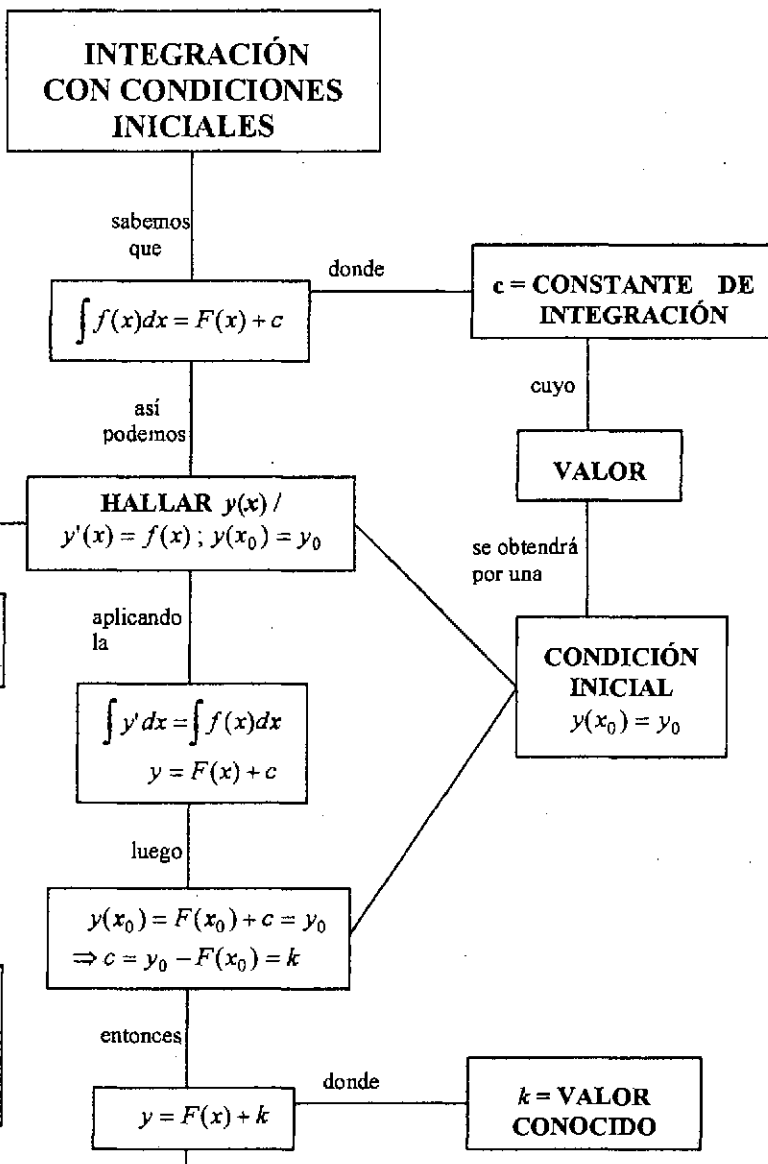 INTEGRACIÓN
CON CONDICIONES
INICIALES
sabemos
que
∫ f(x)dx = F(x) + c
donde
c = CONSTANTE DE
INTEGRACIÓN
cuyo
VALOR
se obtendrá
por una
CONDICIÓN
INICIAL
y(x₀) = y₀
así
podemos
HALLAR y(x) /
y'(x) = f(x) ; y(x₀) = y₀
aplicando
la
∫ y' dx = ∫ f(x)dx
y = F(x) + c
luego
y(x₀) = F(x₀) + c = y₀
⇒ c = y₀ − F(x₀) = k
entonces
y = F(x) + k
donde
k = VALOR
CONOCIDO